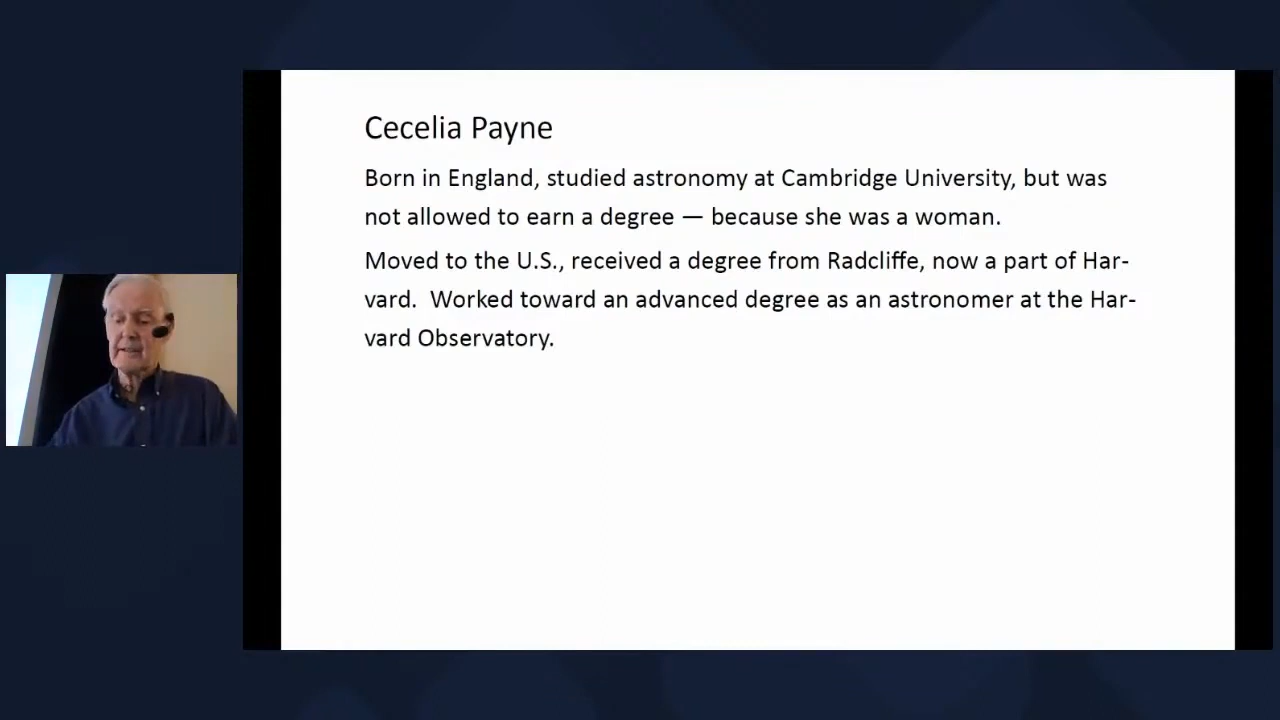 Cecelia Payne
Born in England, studied astronomy at Cambridge University, but was
not allowed to earn a degree — because she was a woman.
Moved to the U.S., received a degree from Radcliffe, now a part of Har-
vard.  Worked toward an advanced degree as an astronomer at the Har-
vard Observatory.